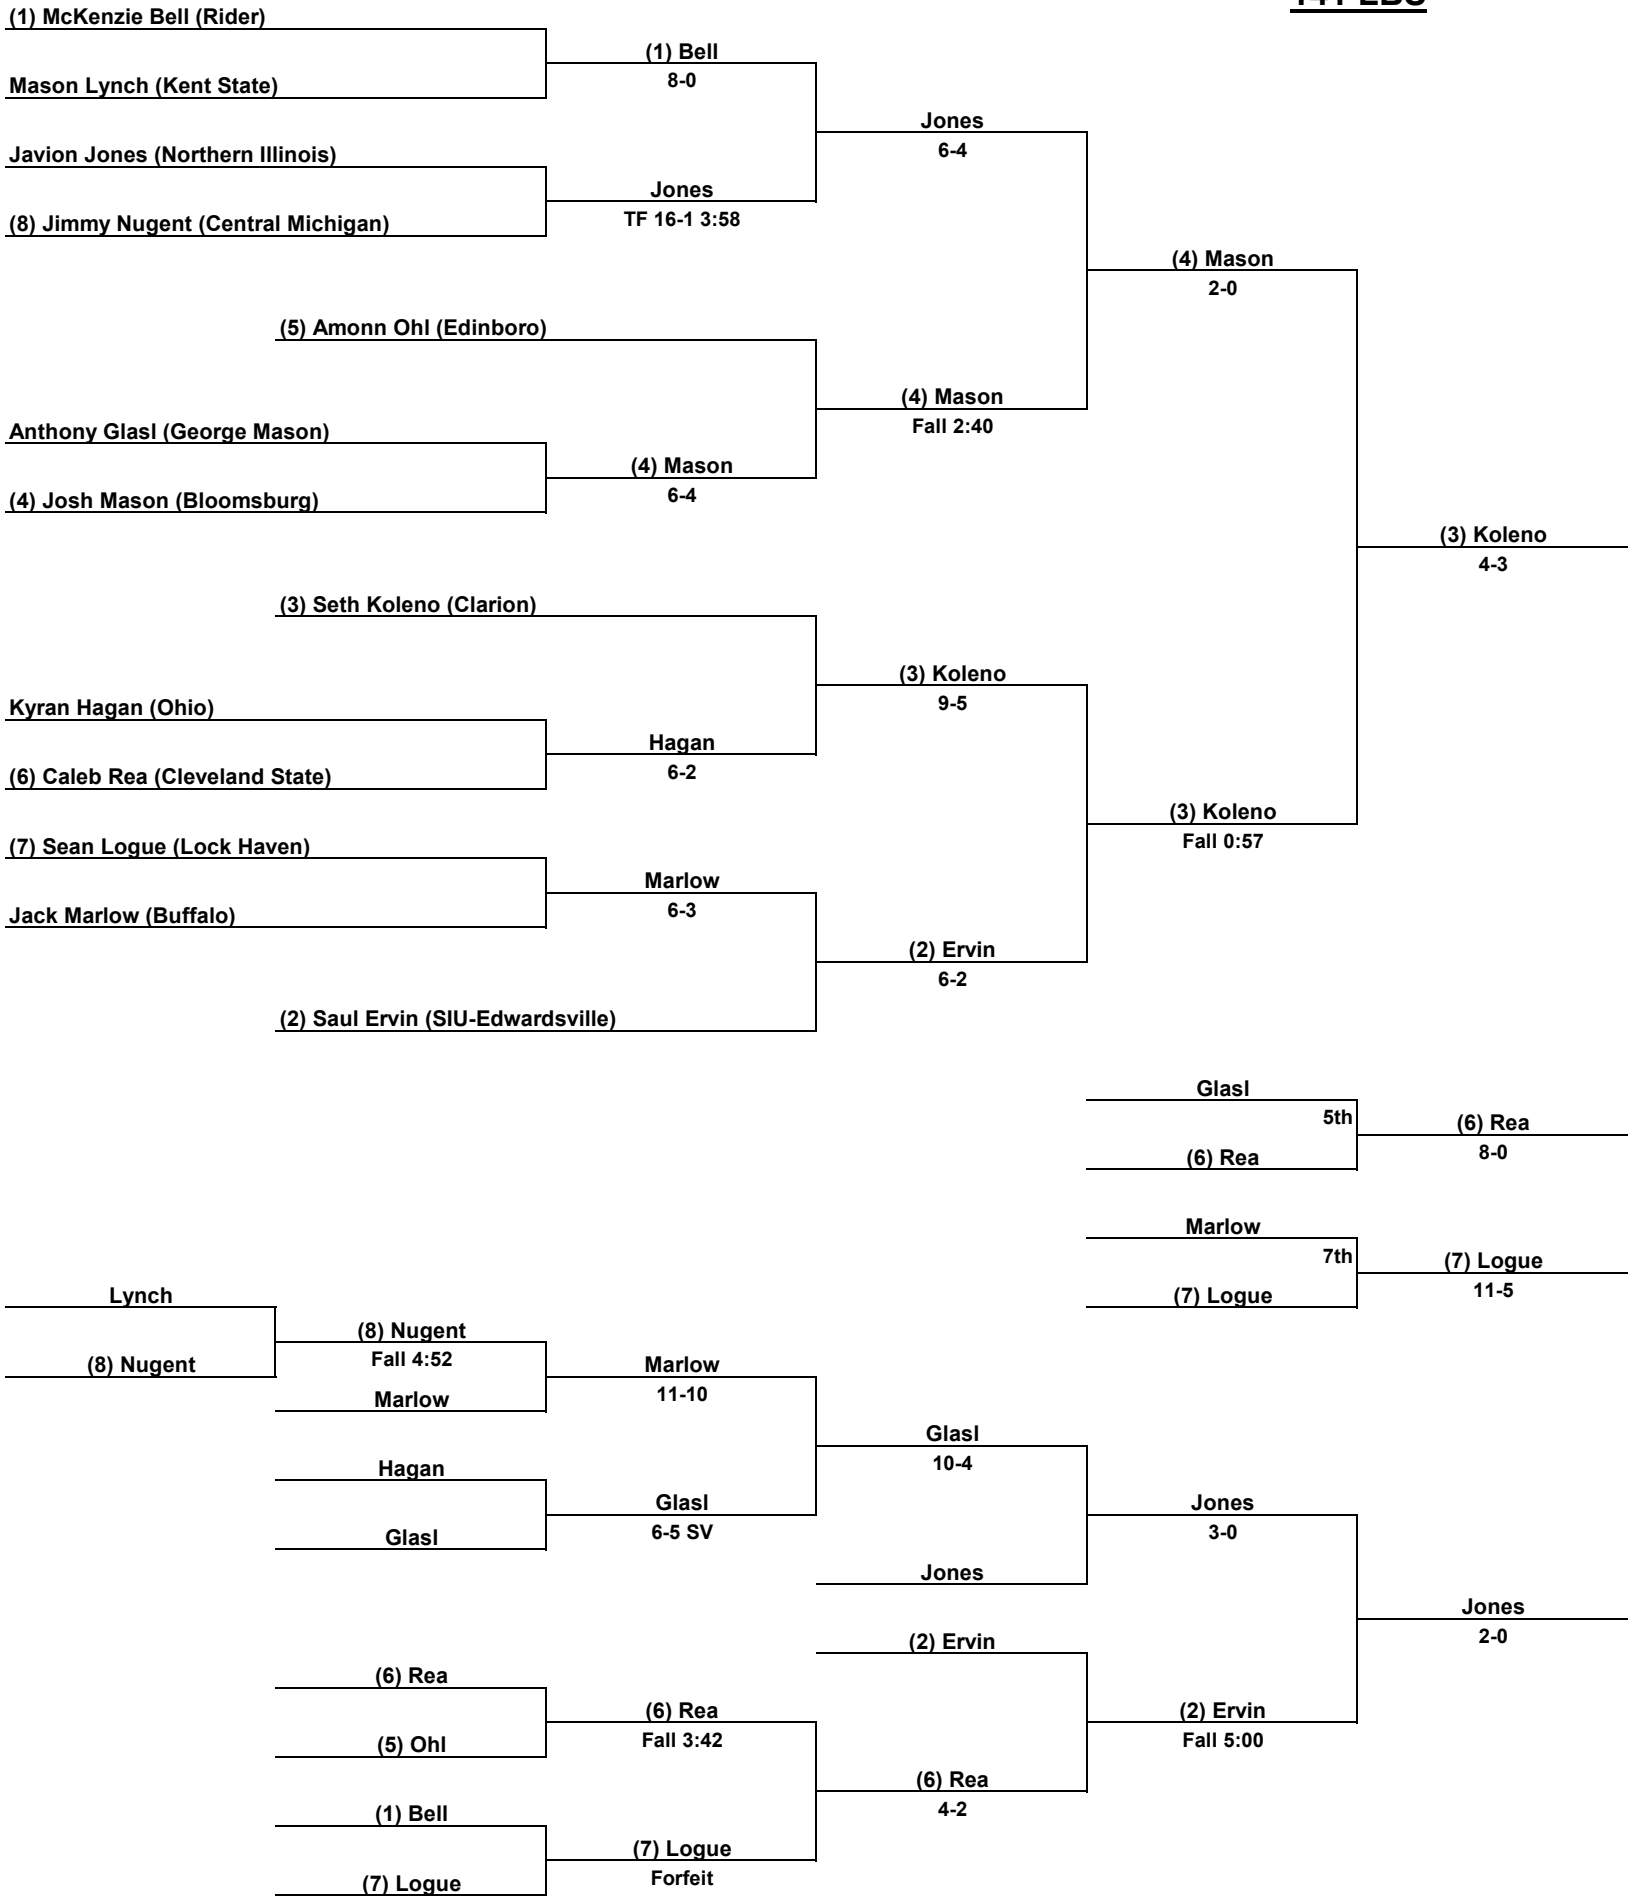 141 LBS
(1) McKenzie Bell (Rider)
(1) Bell
Mason Lynch (Kent State)
8-0
Jones
6-4
Javion Jones (Northern Illinois)
Jones
(8) Jimmy Nugent (Central Michigan)
TF 16-1 3:58
(4) Mason
2-0
(5) Amonn Ohl (Edinboro)
(4) Mason
Fall 2:40
Anthony Glasl (George Mason)
(4) Mason
6-4
(4) Josh Mason (Bloomsburg)
(3) Koleno
4-3
(3) Seth Koleno (Clarion)
(3) Koleno
9-5
Kyran Hagan (Ohio)
Hagan
6-2
(6) Caleb Rea (Cleveland State)
(3) Koleno
Fall 0:57
(7) Sean Logue (Lock Haven)
Marlow
6-3
Jack Marlow (Buffalo)
(2) Ervin
6-2
(2) Saul Ervin (SIU-Edwardsville)
Glasl
5th
(6) Rea
8-0
(6) Rea
Marlow
7th
(7) Logue
11-5
(7) Logue
Lynch
(8) Nugent
Fall 4:52
(8) Nugent
Marlow
11-10
Marlow
Glasl
10-4
Hagan
Glasl
6-5 SV
Glasl
Jones
3-0
Jones
Jones
2-0
(2) Ervin
(6) Rea
(6) Rea
Fall 3:42
(5) Ohl
(2) Ervin
Fall 5:00
(6) Rea
4-2
(1) Bell
(7) Logue
Forfeit
(7) Logue